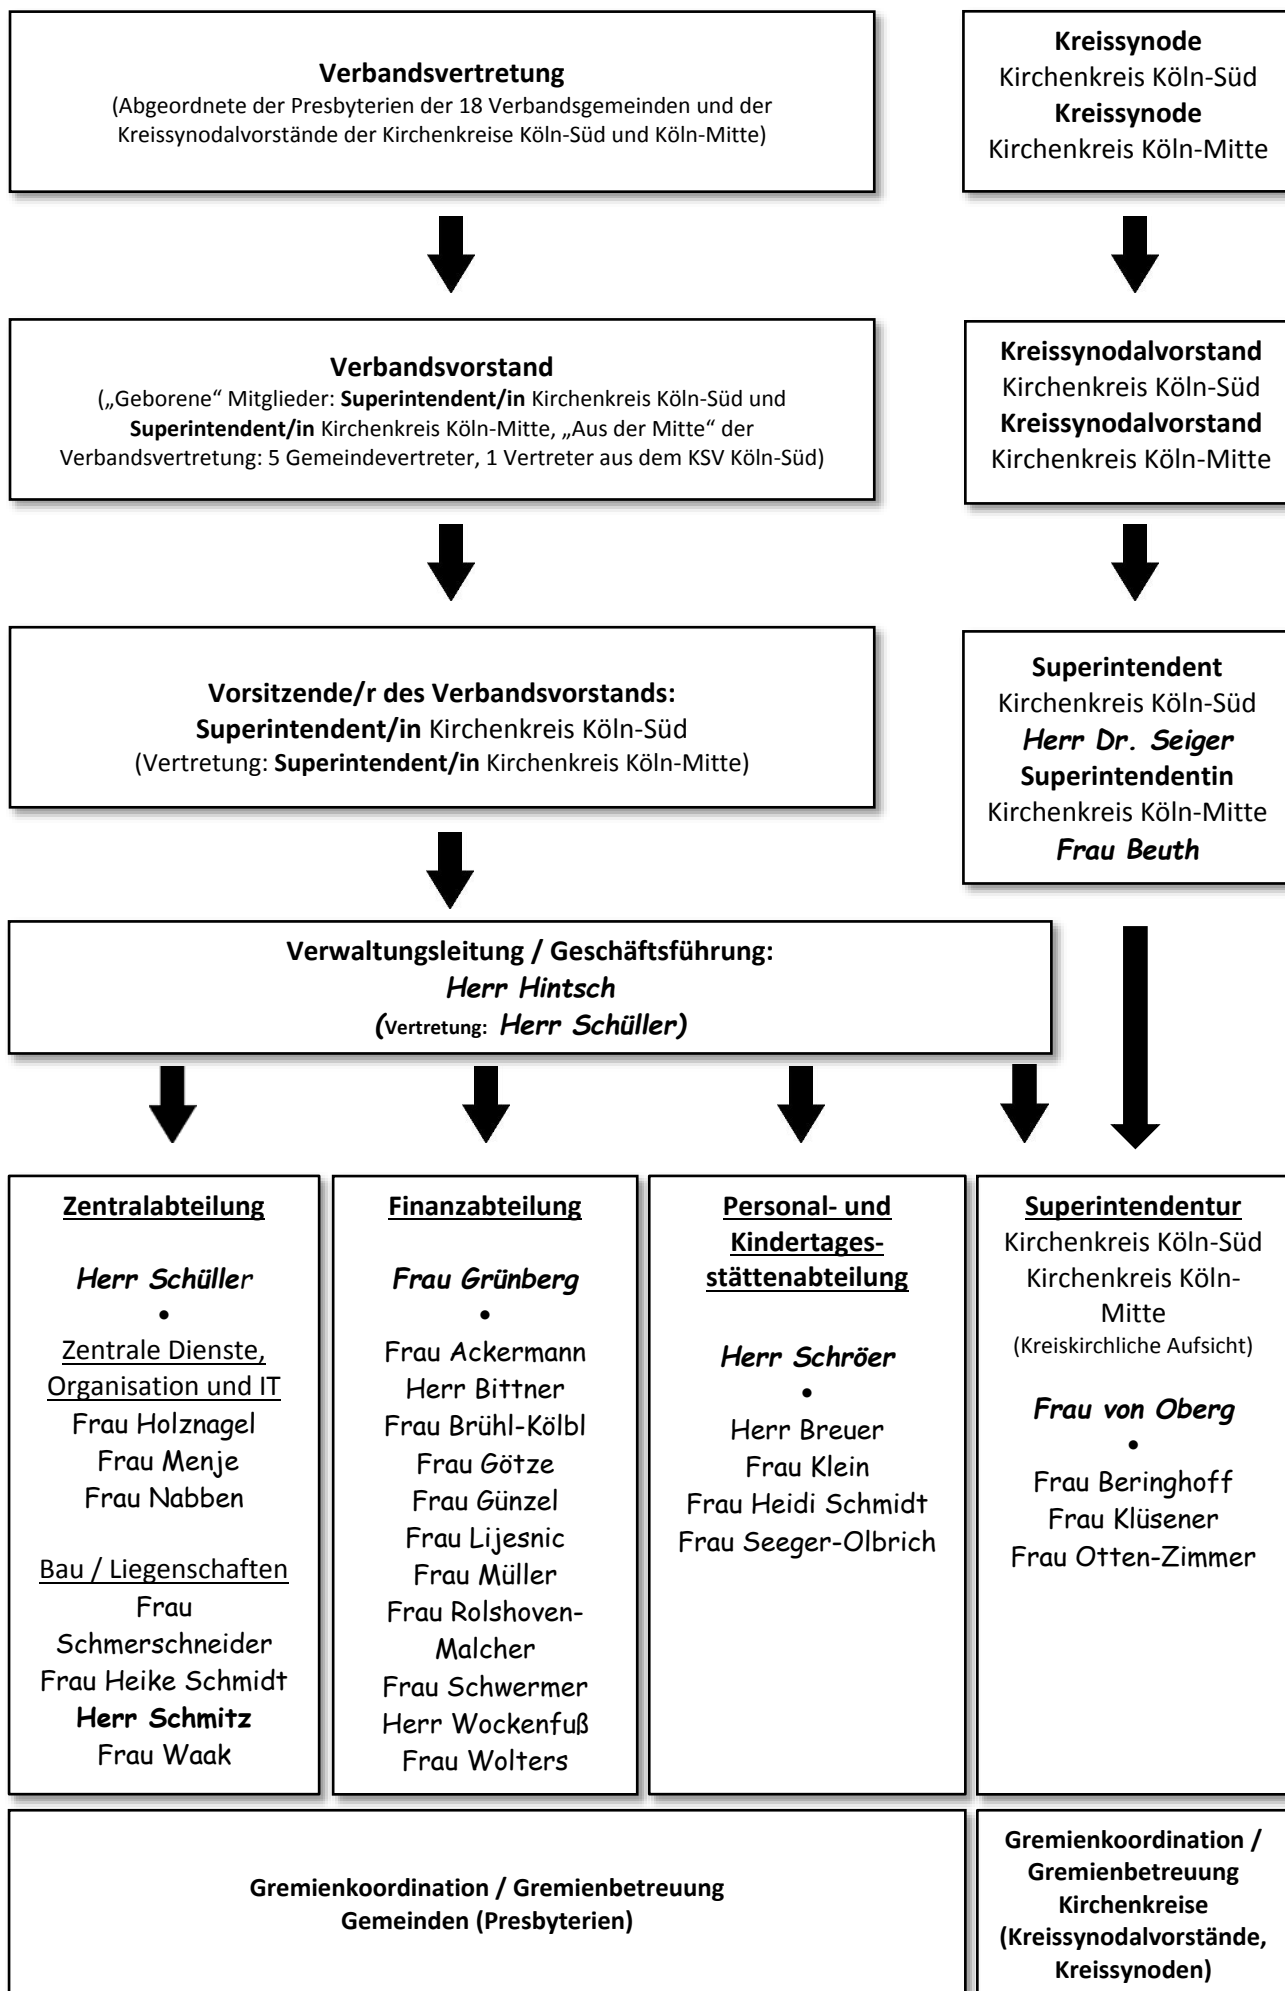 Verbandsvertretung
(Abgeordnete der Presbyterien der 18 Verbandsgemeinden und der
Kreissynodalvorstände der Kirchenkreise Köln-Süd und Köln-Mitte)
Kreissynode
Kirchenkreis Köln-Süd
Kreissynode
Kirchenkreis Köln-Mitte
Verbandsvorstand
(„Geborene“ Mitglieder: Superintendent/in Kirchenkreis Köln-Süd und
Superintendent/in Kirchenkreis Köln-Mitte, „Aus der Mitte“ der
Verbandsvertretung: 5 Gemeindevertreter, 1 Vertreter aus dem KSV Köln-Süd)
Kreissynodalvorstand
Kirchenkreis Köln-Süd
Kreissynodalvorstand
Kirchenkreis Köln-Mitte
Vorsitzende/r des Verbandsvorstands:
Superintendent/in Kirchenkreis Köln-Süd
(Vertretung: Superintendent/in Kirchenkreis Köln-Mitte)
Superintendent
Kirchenkreis Köln-Süd
Herr Dr. Seiger
Superintendentin
Kirchenkreis Köln-Mitte
Frau Beuth
Verwaltungsleitung / Geschäftsführung:
Herr Hintsch
(Vertretung: Herr Schüller)
Zentralabteilung
Herr Schüller
•
Zentrale Dienste,
Organisation und IT
Frau Holznagel
Frau Menje
Frau Nabben
Bau / Liegenschaften
Frau
Schmerschneider
Frau Heike Schmidt
Herr Schmitz
Frau Waak
Finanzabteilung
Frau Grünberg
•
Frau Ackermann
Herr Bittner
Frau Brühl-Kölbl
Frau Götze
Frau Günzel
Frau Lijesnic
Frau Müller
Frau Rolshoven-
Malcher
Frau Schwermer
Herr Wockenfuß
Frau Wolters
Personal- und
Kindertages-
stättenabteilung
Herr Schröer
•
Herr Breuer
Frau Klein
Frau Heidi Schmidt
Frau Seeger-Olbrich
Superintendentur
Kirchenkreis Köln-Süd
Kirchenkreis Köln-
Mitte
(Kreiskirchliche Aufsicht)
Frau von Oberg
•
Frau Beringhoff
Frau Klüsener
Frau Otten-Zimmer
Gremienkoordination / Gremienbetreuung
Gemeinden (Presbyterien)
Gremienkoordination /
Gremienbetreuung
Kirchenkreise
(Kreissynodalvorstände,
Kreissynoden)